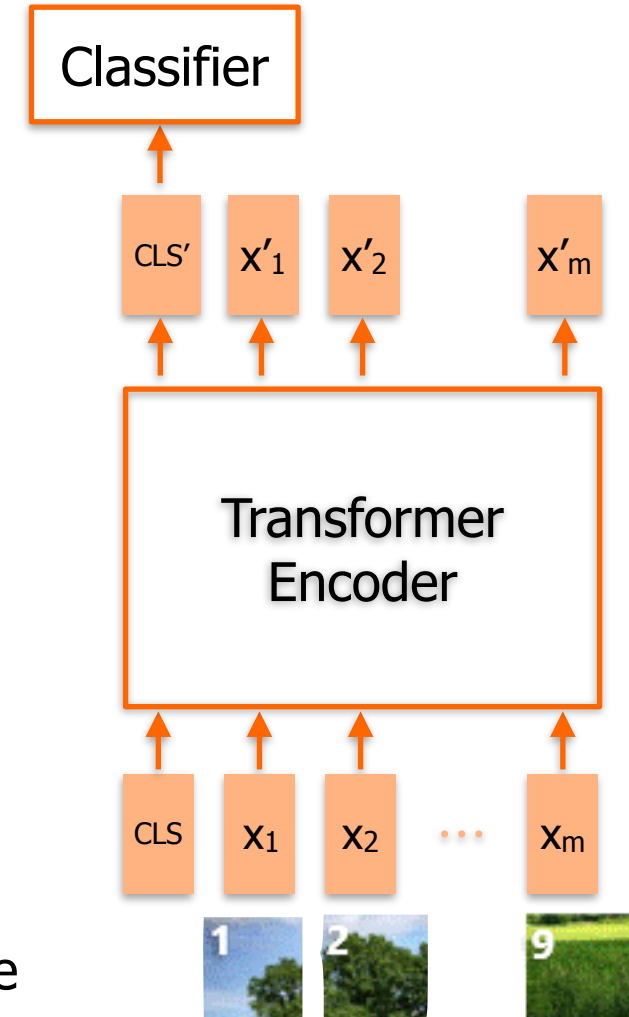 Classifier
CLS′ x′₁ x′₂ x′ₘ
Transformer
Encoder
CLS x₁ x₂ ... xₘ
1 2 9
e